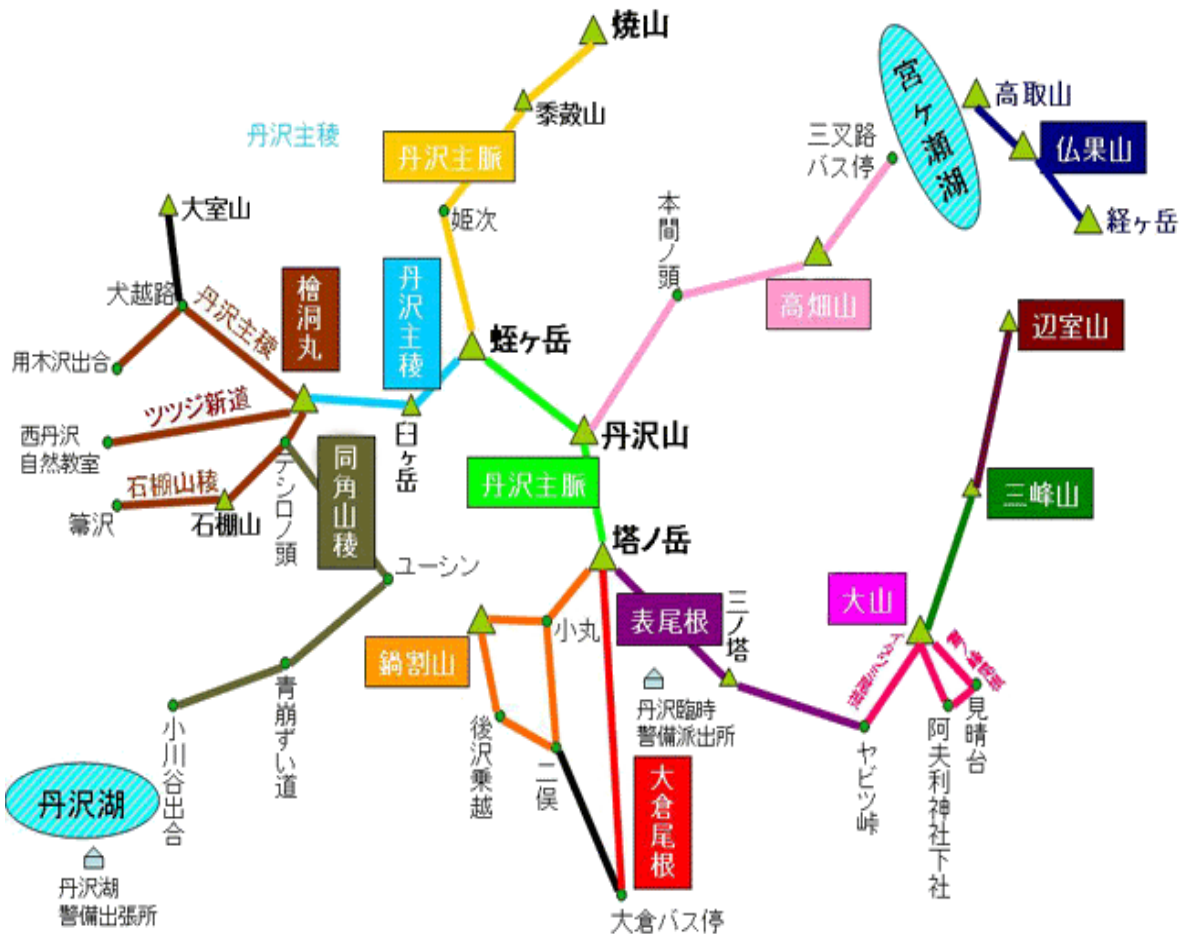 焼山
黍殻山
丹沢主稜
丹沢主脈
姫次
宮ヶ瀬湖
高取山
仏果山
経ヶ岳
三叉路
バス停
本間ノ頭
高畑山
大室山
犬越路
丹沢主稜
檜洞丸
丹沢主稜
蛭ヶ岳
用木沢出合
ツツジ新道
西丹沢
自然教室
石棚山稜
箒沢
石棚山
テシロノ頭
同角山稜
臼ヶ岳
丹沢山
丹沢主脈
塔ノ岳
辺室山
三峰山
大山
ユーシン
鍋割山
小丸
表尾根
三ノ塔
丹沢臨時
警備派出所
見晴台
阿夫利神社下社
ヤビツ峠
青崩ずい道
小川谷出合
後沢乗越
二俣
大倉尾根
大倉バス停
丹沢湖
丹沢湖
警備出張所